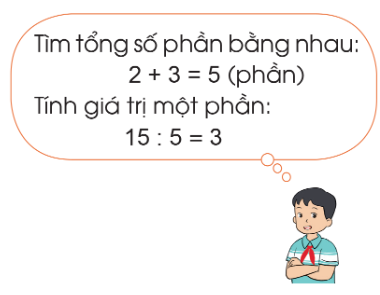 Tìm tổng số phần bằng nhau:
2 + 3 = 5 (phần)
Tính giá trị một phần:
15 : 5 = 3